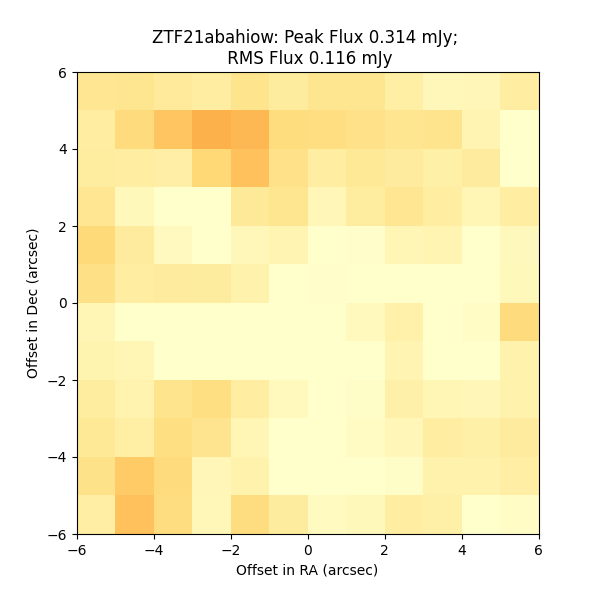 ZTF21abahiow: Peak Flux 0.314 mJy;
RMS Flux 0.116 mJy
6
4
2
0
−2
−4
−6
Offset in Dec (arcsec)
−6 −4 −2 0 2 4 6
Offset in RA (arcsec)